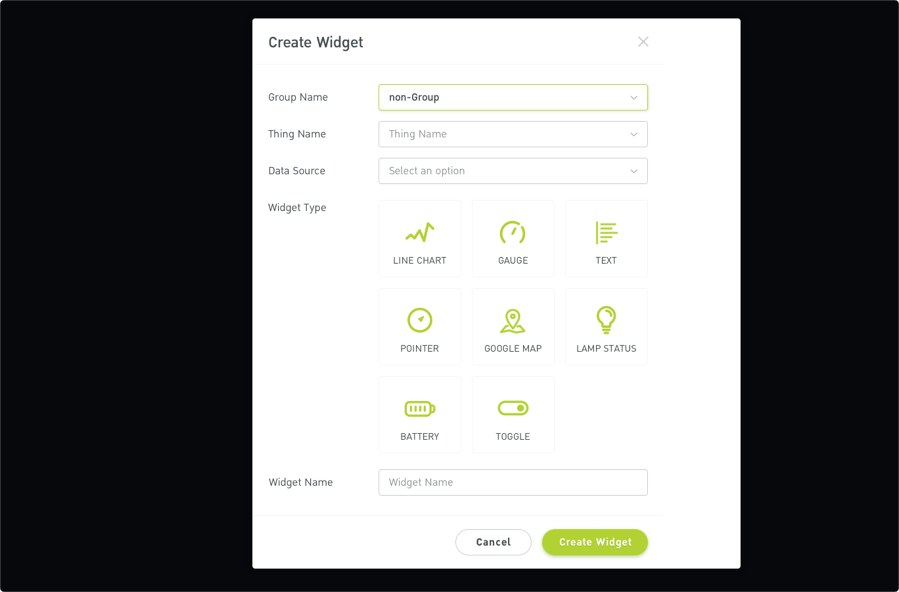 Create Widget
Group Name
non-Group
Thing Name
Thing Name
Data Source
Select an option
Widget Type
LINE CHART
GAUGE
TEXT
POINTER
GOOGLE MAP
LAMP STATUS
BATTERY
TOGGLE
Widget Name
Widget Name
Cancel
Create Widget